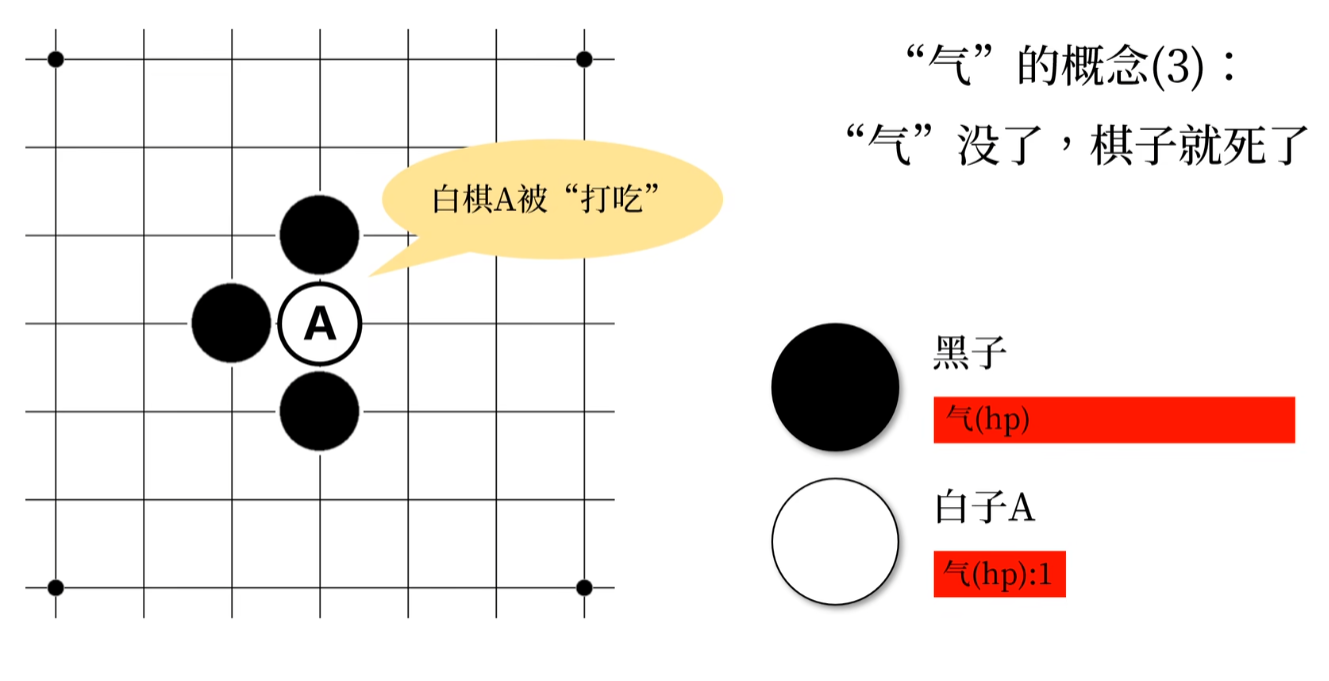 “气”的概念(3)：
“气”没了，棋子就死了
白棋A被“打吃”
A
黑子
气(hp)
白子A
气(hp):1